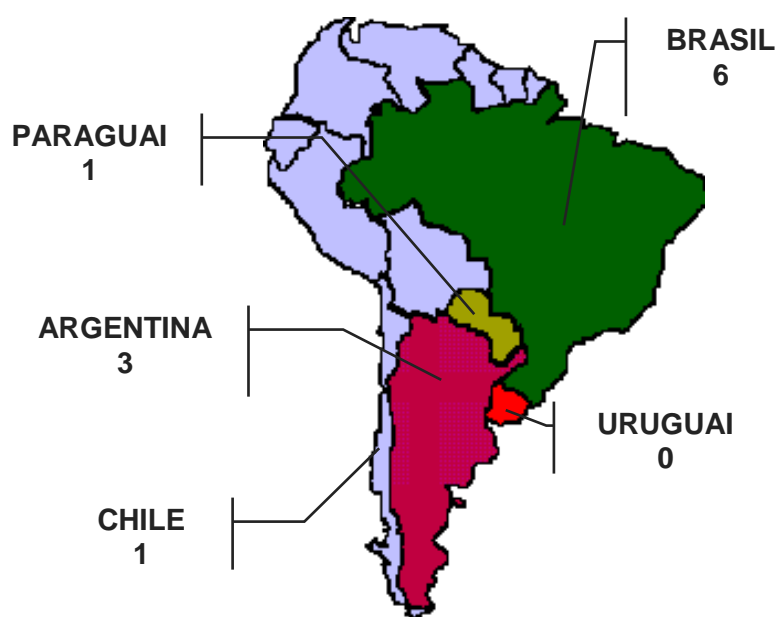 BRASIL
6
PARAGUAI
1
ARGENTINA
3
URUGUAI
0
CHILE
1